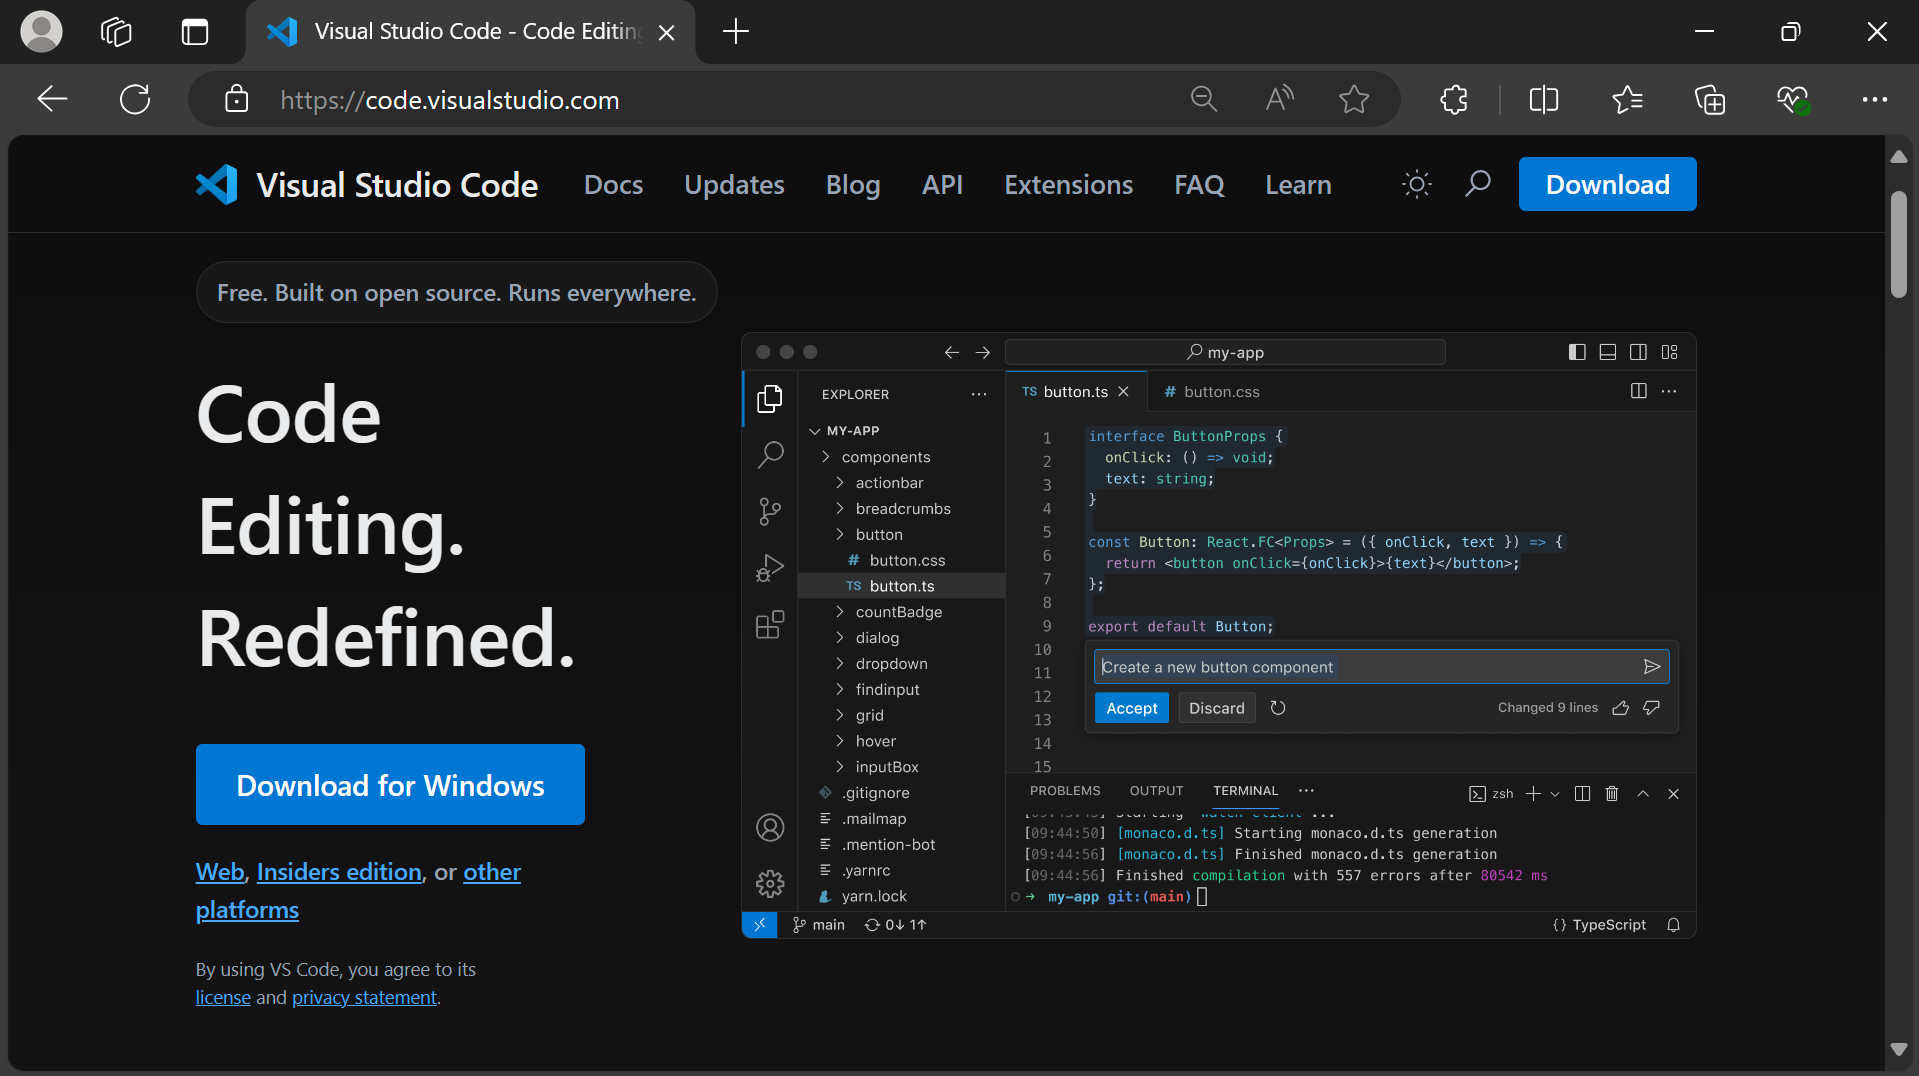 Visual Studio Code - Code Editin
https://code.visualstudio.com
Visual Studio Code
Docs
Updates
Blog
API
Extensions
FAQ
Learn
Download
Free. Built on open source. Runs everywhere.
Code
Editing.
Redefined.
Download for Windows
Web, Insiders edition, or other
platforms
By using VS Code, you agree to its
license and privacy statement.
my-app
EXPLORER
MY-APP
components
actionbar
breadcrumbs
button
# button.css
TS button.ts
countBadge
dialog
dropdown
findinput
grid
hover
inputBox
.gitignore
.mailmap
.mention-bot
.yarnrc
yarn.lock
TS button.ts
# button.css
1
2
3
4
5
6
7
8
9
10
11
12
13
14
15
interface ButtonProps {
onClick: () => void;
text: string;
}
const Button: React.FC<Props> = ({ onClick, text }) => {
return <button onClick={onClick}>{text}</button>;
};
export default Button;
Create a new button component
Accept
Discard
Changed 9 lines
PROBLEMS
OUTPUT
TERMINAL
zsh
[09:44:50] [monaco.d.ts] Starting monaco.d.ts generation
[09:44:56] [monaco.d.ts] Finished monaco.d.ts generation
[09:44:56] Finished compilation with 557 errors after 80542 ms
→ my-app git:(main)
main
0↓ 1↑
{} TypeScript